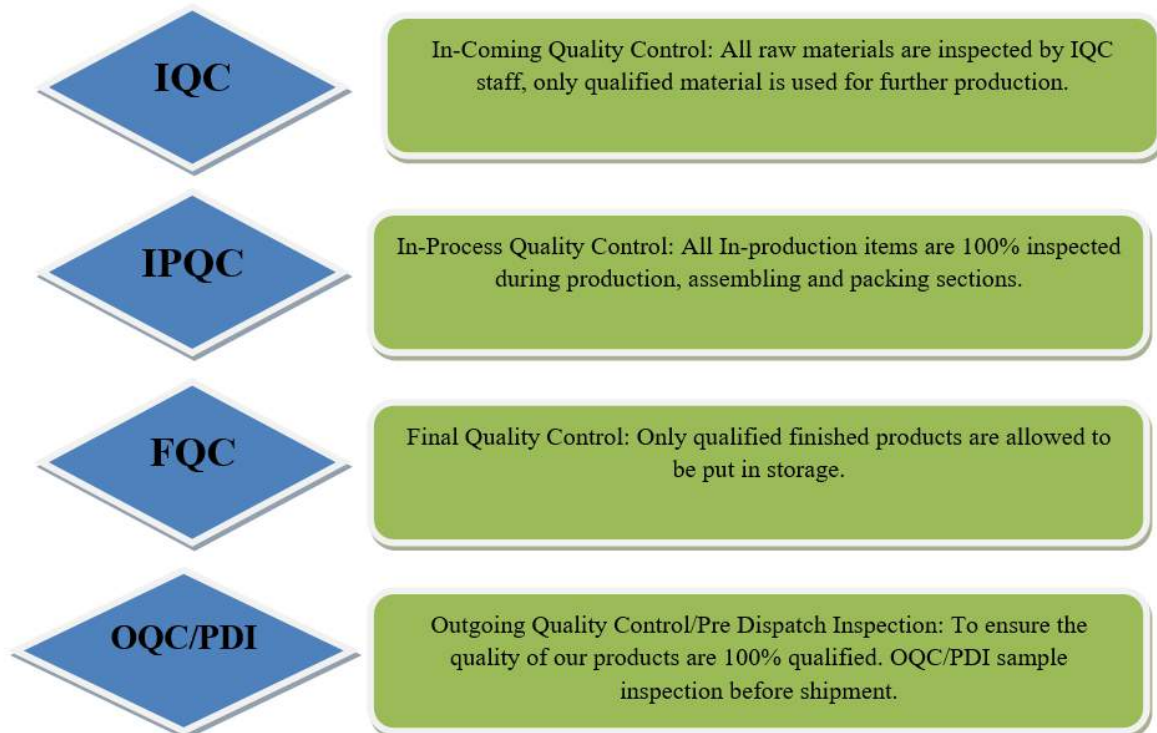 IQC
In-Coming Quality Control: All raw materials are inspected by IQC
staff, only qualified material is used for further production.
IPQC
In-Process Quality Control: All In-production items are 100% inspected
during production, assembling and packing sections.
FQC
Final Quality Control: Only qualified finished products are allowed to
be put in storage.
OQC/PDI
Outgoing Quality Control/Pre Dispatch Inspection: To ensure the
quality of our products are 100% qualified. OQC/PDI sample
inspection before shipment.